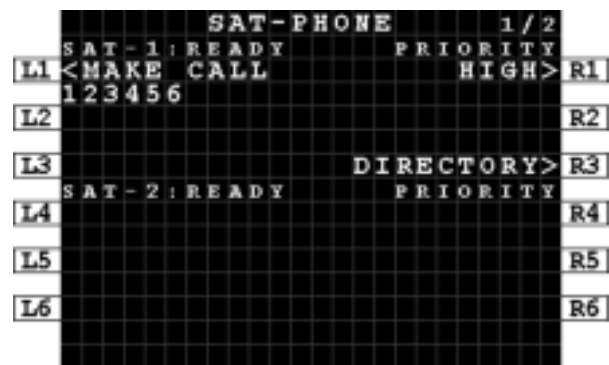 SAT-PHONE 1/2
SAT-1:READY PRIORITY
L1 <MAKE CALL HIGH> R1
123456
L2 R2
L3 DIRECTORY> R3
SAT-2:READY PRIORITY
L4 R4
L5 R5
L6 R6